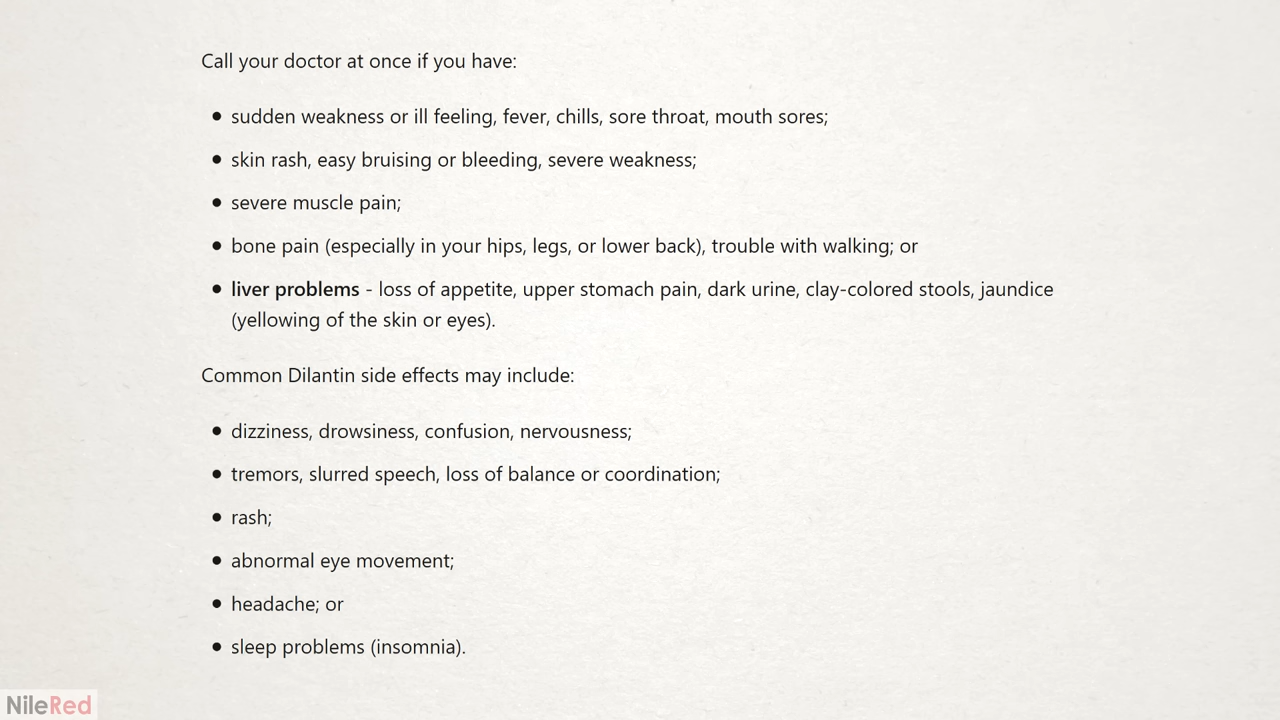 Call your doctor at once if you have:
● sudden weakness or ill feeling, fever, chills, sore throat, mouth sores;
● skin rash, easy bruising or bleeding, severe weakness;
● severe muscle pain;
● bone pain (especially in your hips, legs, or lower back), trouble with walking; or
● liver problems - loss of appetite, upper stomach pain, dark urine, clay-colored stools, jaundice
(yellowing of the skin or eyes).
Common Dilantin side effects may include:
● dizziness, drowsiness, confusion, nervousness;
● tremors, slurred speech, loss of balance or coordination;
● rash;
● abnormal eye movement;
● headache; or
● sleep problems (insomnia).
NileRed